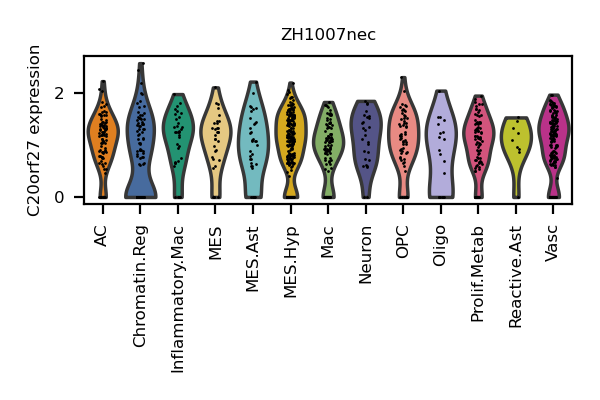 ZH1007nec
C20orf27 expression
2
0
AC
Chromatin.Reg
Inflammatory.Mac
MES
MES.Ast
MES.Hyp
Mac
Neuron
OPC
Oligo
Prolif.Metab
Reactive.Ast
Vasc